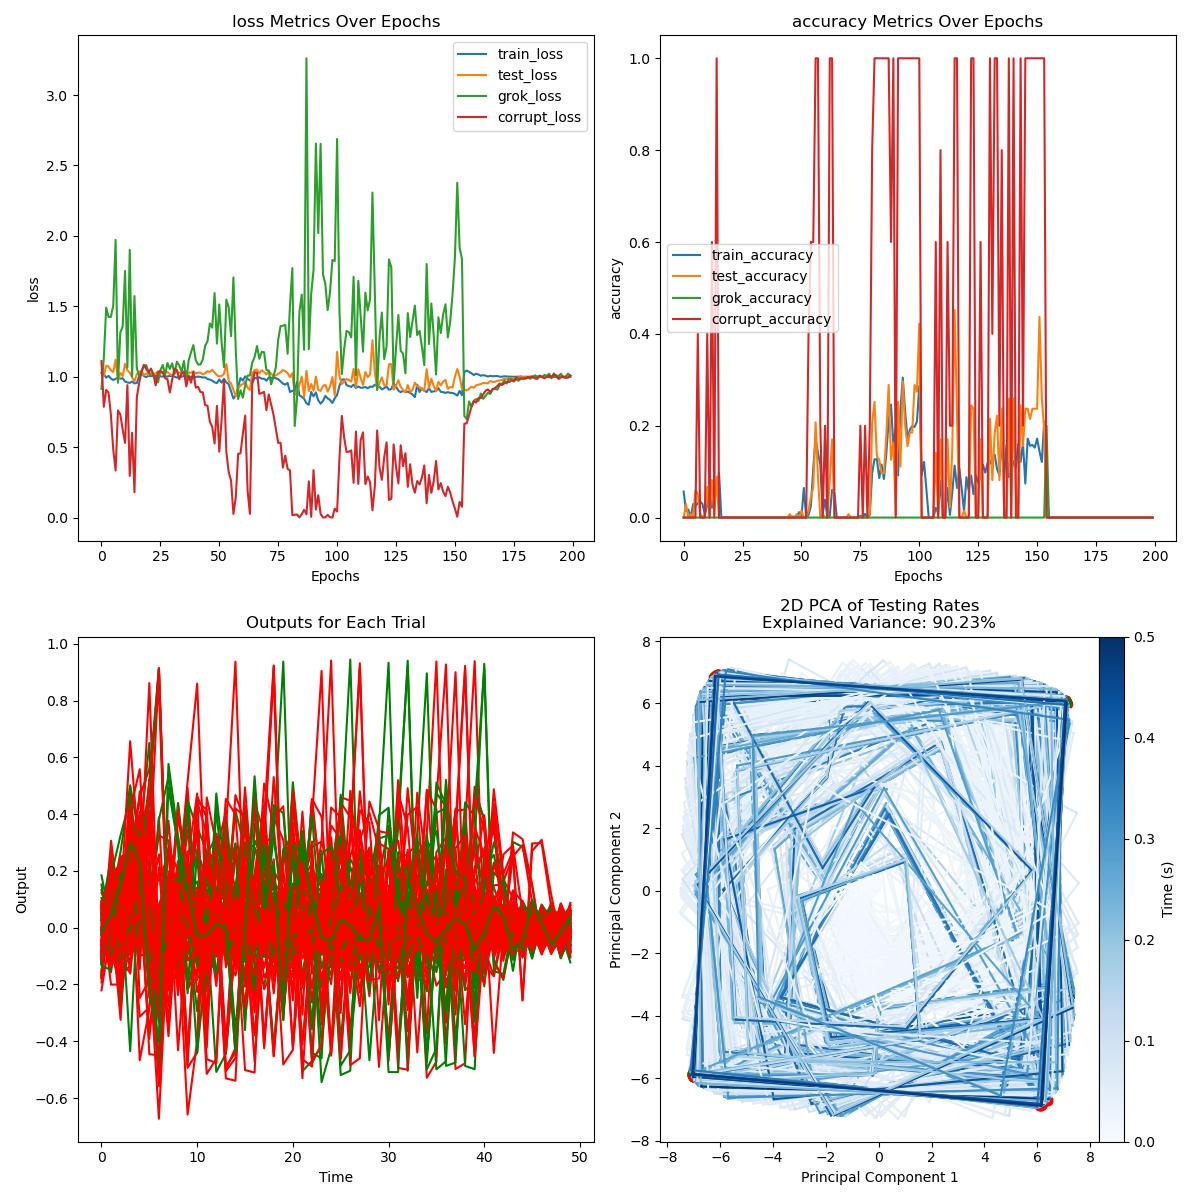 loss Metrics Over Epochs
3.0
2.5
2.0
1.5
1.0
0.5
0.0
loss
train_loss
test_loss
grok_loss
corrupt_loss
0 25 50 75 100 125 150 175 200
Epochs
accuracy Metrics Over Epochs
1.0
0.8
0.6
0.4
0.2
0.0
accuracy
train_accuracy
test_accuracy
grok_accuracy
corrupt_accuracy
0 25 50 75 100 125 150 175 200
Epochs
Outputs for Each Trial
1.0
0.8
0.6
0.4
0.2
0.0
−0.2
−0.4
−0.6
Output
0 10 20 30 40 50
Time
2D PCA of Testing Rates
Explained Variance: 90.23%
8
6
4
2
0
−2
−4
−6
−8
Principal Component 2
−8 −6 −4 −2 0 2 4 6 8
Principal Component 1
0.5
0.4
0.3
0.2
0.1
0.0
Time (s)